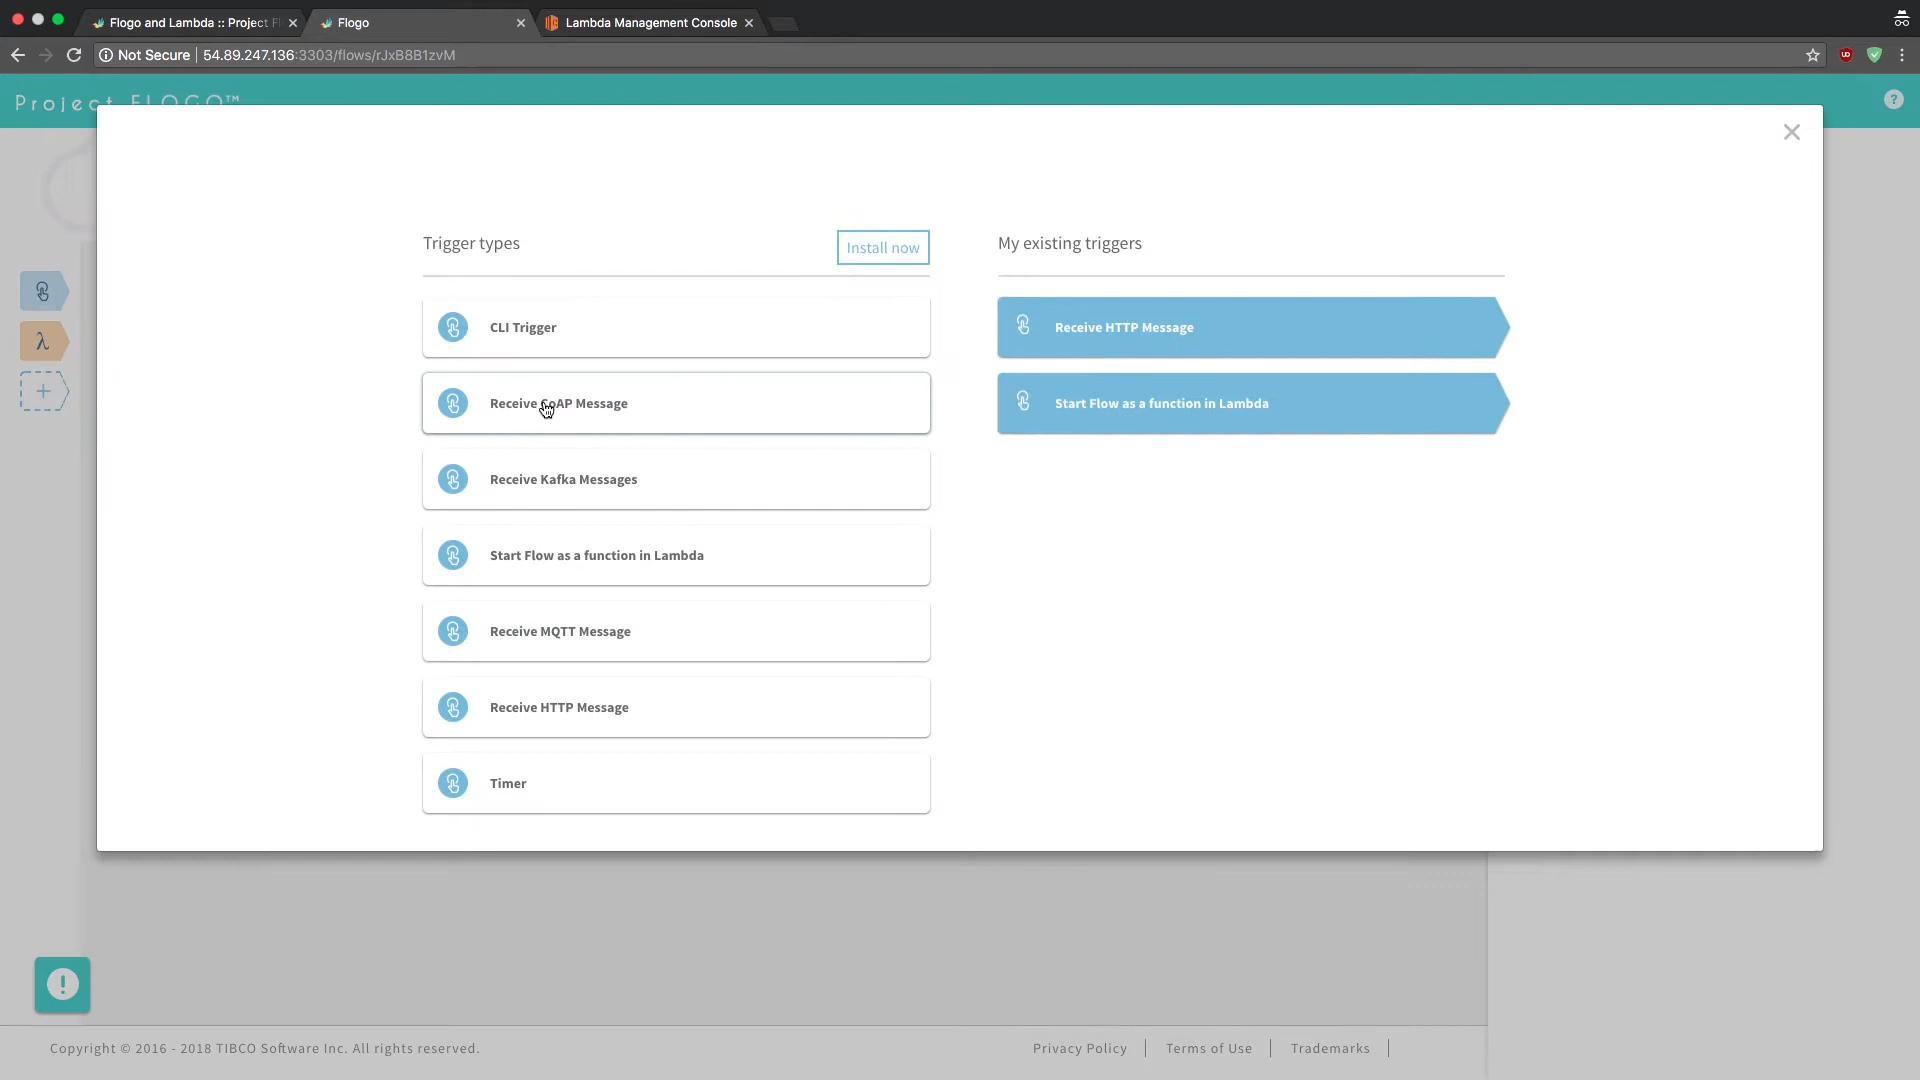 Flogo and Lambda :: Project Fl
Flogo
Lambda Management Console
Not Secure
54.89.247.136:3303/flows/rJxB8B1zvM
Project FLOGO™
?
Trigger types
Install now
My existing triggers
CLI Trigger
Receive HTTP Message
Receive CoAP Message
Start Flow as a function in Lambda
Receive Kafka Messages
Start Flow as a function in Lambda
Receive MQTT Message
Receive HTTP Message
Timer
λ
Copyright © 2016 - 2018 TIBCO Software Inc. All rights reserved.
Privacy Policy
Terms of Use
Trademarks